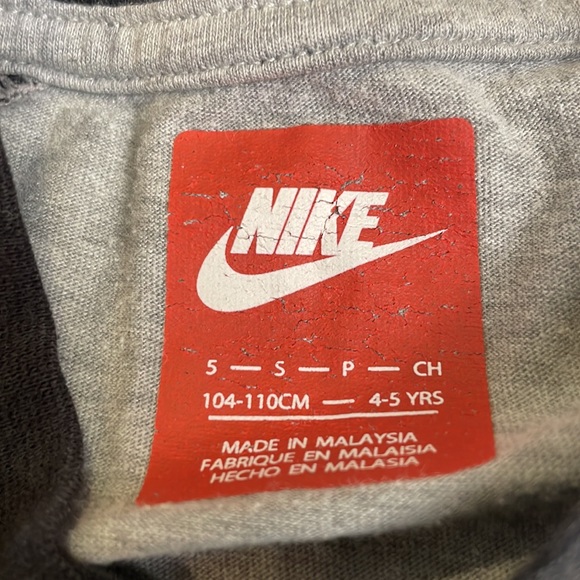 NIKE
5 — S — P — CH
104-110CM — 4-5 YRS
MADE IN MALAYSIA
FABRIQUE EN MALAISIA
HECHO EN MALASIA